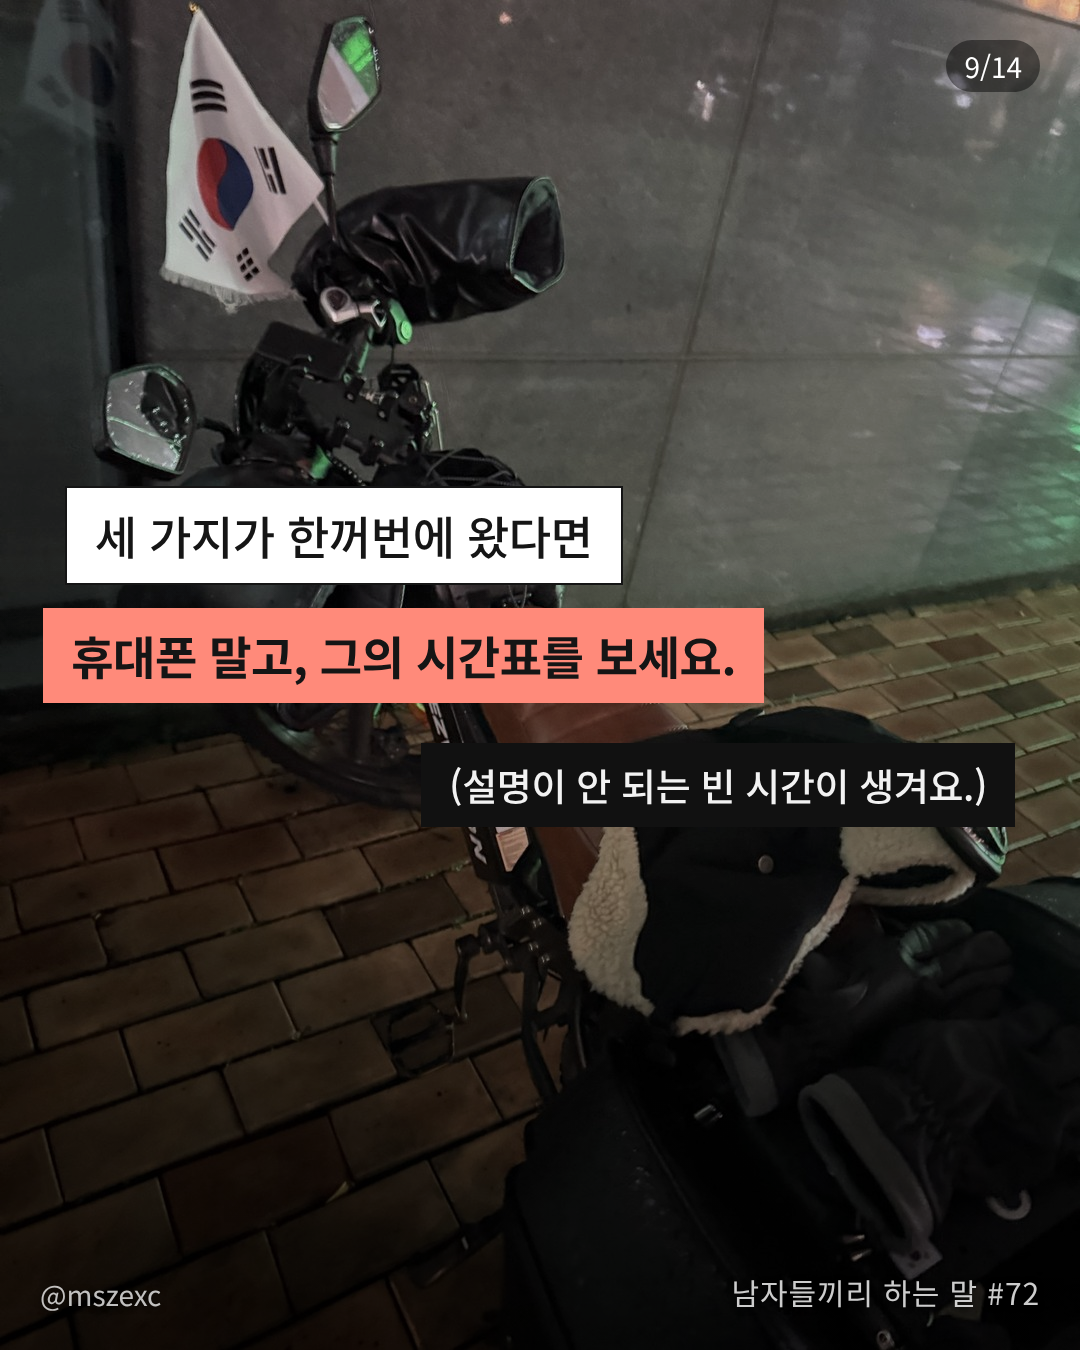 9/14
세 가지가 한꺼번에 왔다면
휴대폰 말고, 그의 시간표를 보세요.
(설명이 안 되는 빈 시간이 생겨요.)
@mszexc
남자들끼리 하는 말 #72